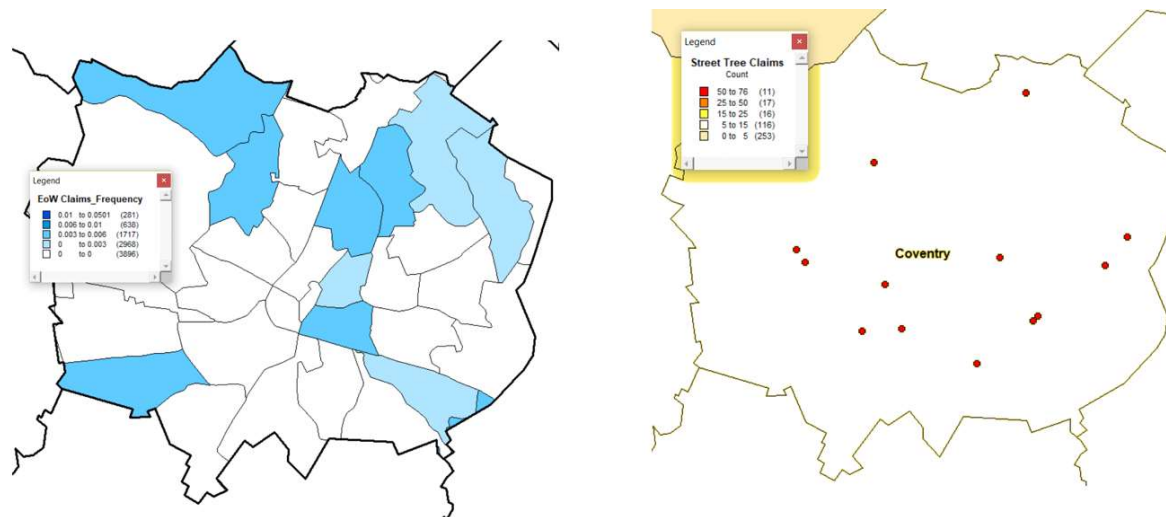 Legend
EoW Claims_Frequency
0.01 to 0.0501 (281)
0.006 to 0.01 (638)
0.003 to 0.006 (1717)
0 to 0.003 (2968)
0 to 0 (3896)
Legend
Street Tree Claims
Count
50 to 76 (11)
25 to 50 (17)
15 to 25 (16)
5 to 15 (116)
0 to 5 (253)
Coventry